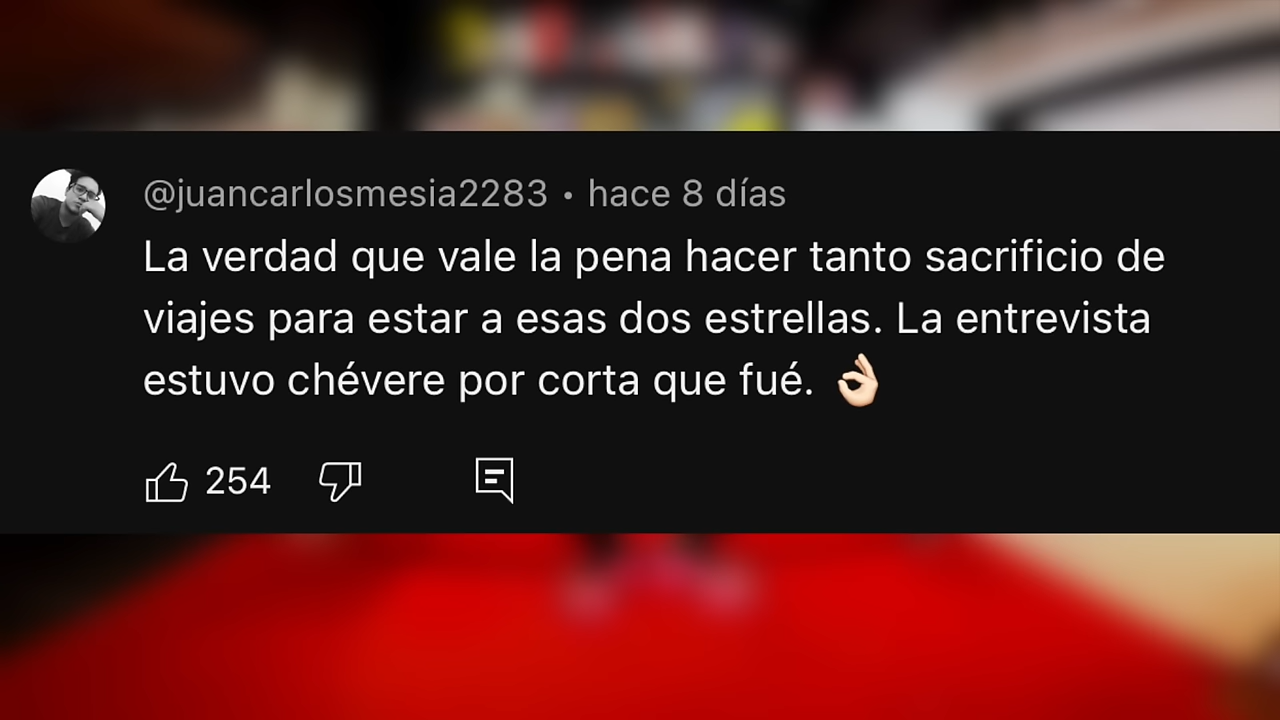 @juancarlosmesia2283 • hace 8 días
La verdad que vale la pena hacer tanto sacrificio de
viajes para estar a esas dos estrellas. La entrevista
estuvo chévere por corta que fué. 👌🏻
254